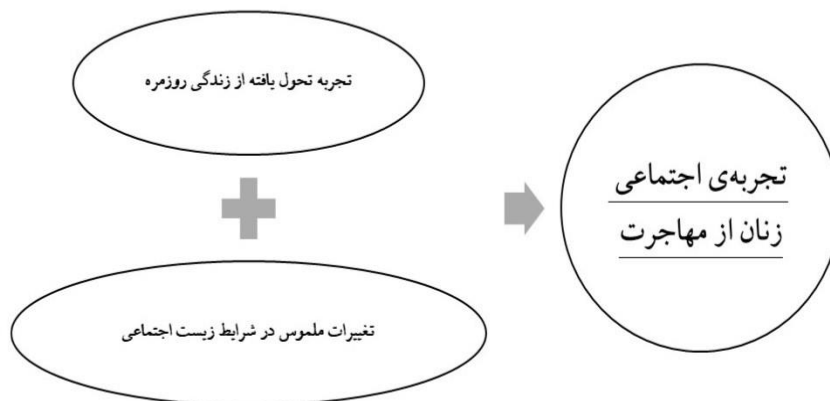 تجربه تحول یافته از زندگی روزمره
تجربه‌ی اجتماعی
زنان از مهاجرت
تغییرات ملموس در شرایط زیست اجتماعی